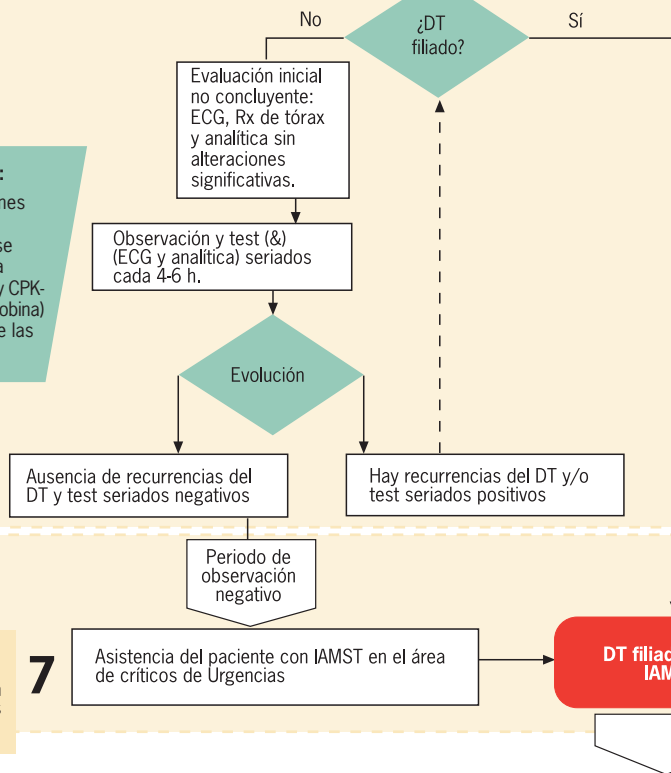 No
¿DT
filiado?
Sí
Evaluación inicial
no concluyente:
ECG, Rx de tórax
y analítica sin
alteraciones
significativas.
Observación y test (&)
(ECG y analítica) seriados
cada 4-6 h.
y CPK-
e las
Evolución
Ausencia de recurrencias del
DT y test seriados negativos
Hay recurrencias del DT y/o
test seriados positivos
Periodo de
observación
negativo
7
Asistencia del paciente con IAMST en el área
de críticos de Urgencias
DT